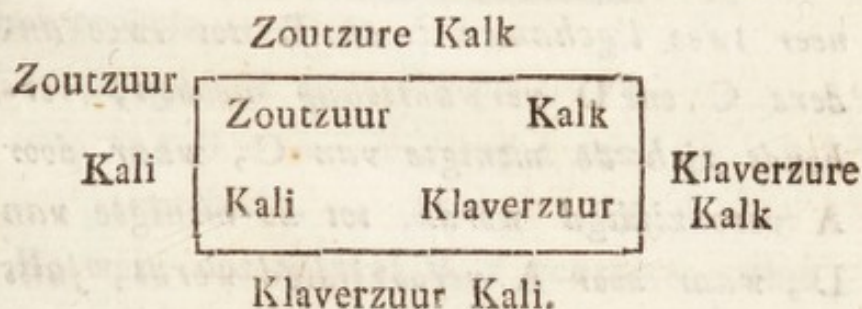 Zoutzure Kalk
Zoutzuur
Zoutzuur Kalk
Kali
Klaverzure
Kali Klaverzuur
Kalk
Klaverzuur Kali.